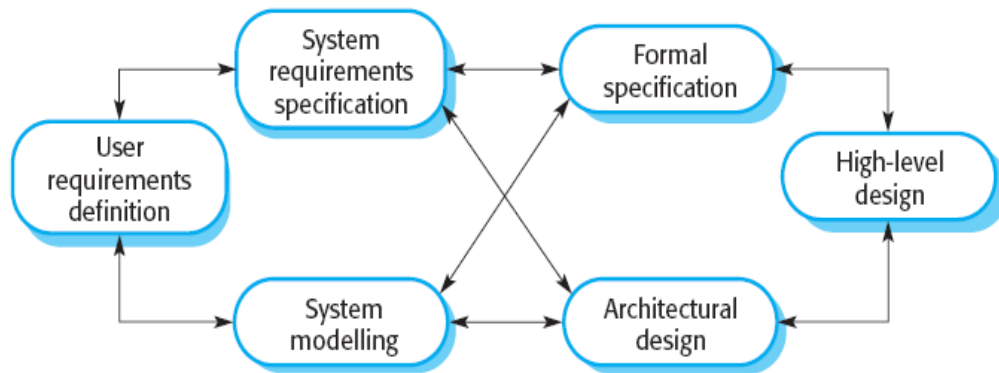 System
requirements
specification
Formal
specification
User
requirements
definition
High-level
design
System
modelling
Architectural
design